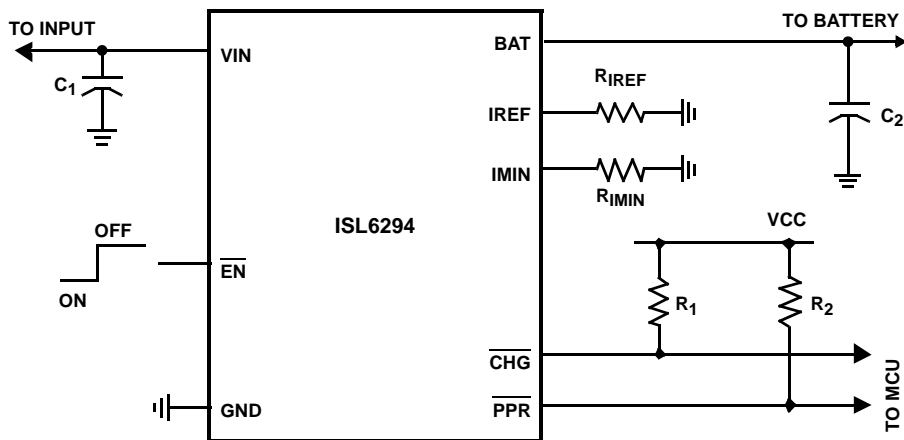 TO INPUT
TO BATTERY
VIN
BAT
C1
RIREF
IREF
C2
IMIN
RIMIN
ISL6294
VCC
OFF
EN
ON
R1
R2
CHG
GND
PPR
TO MCU